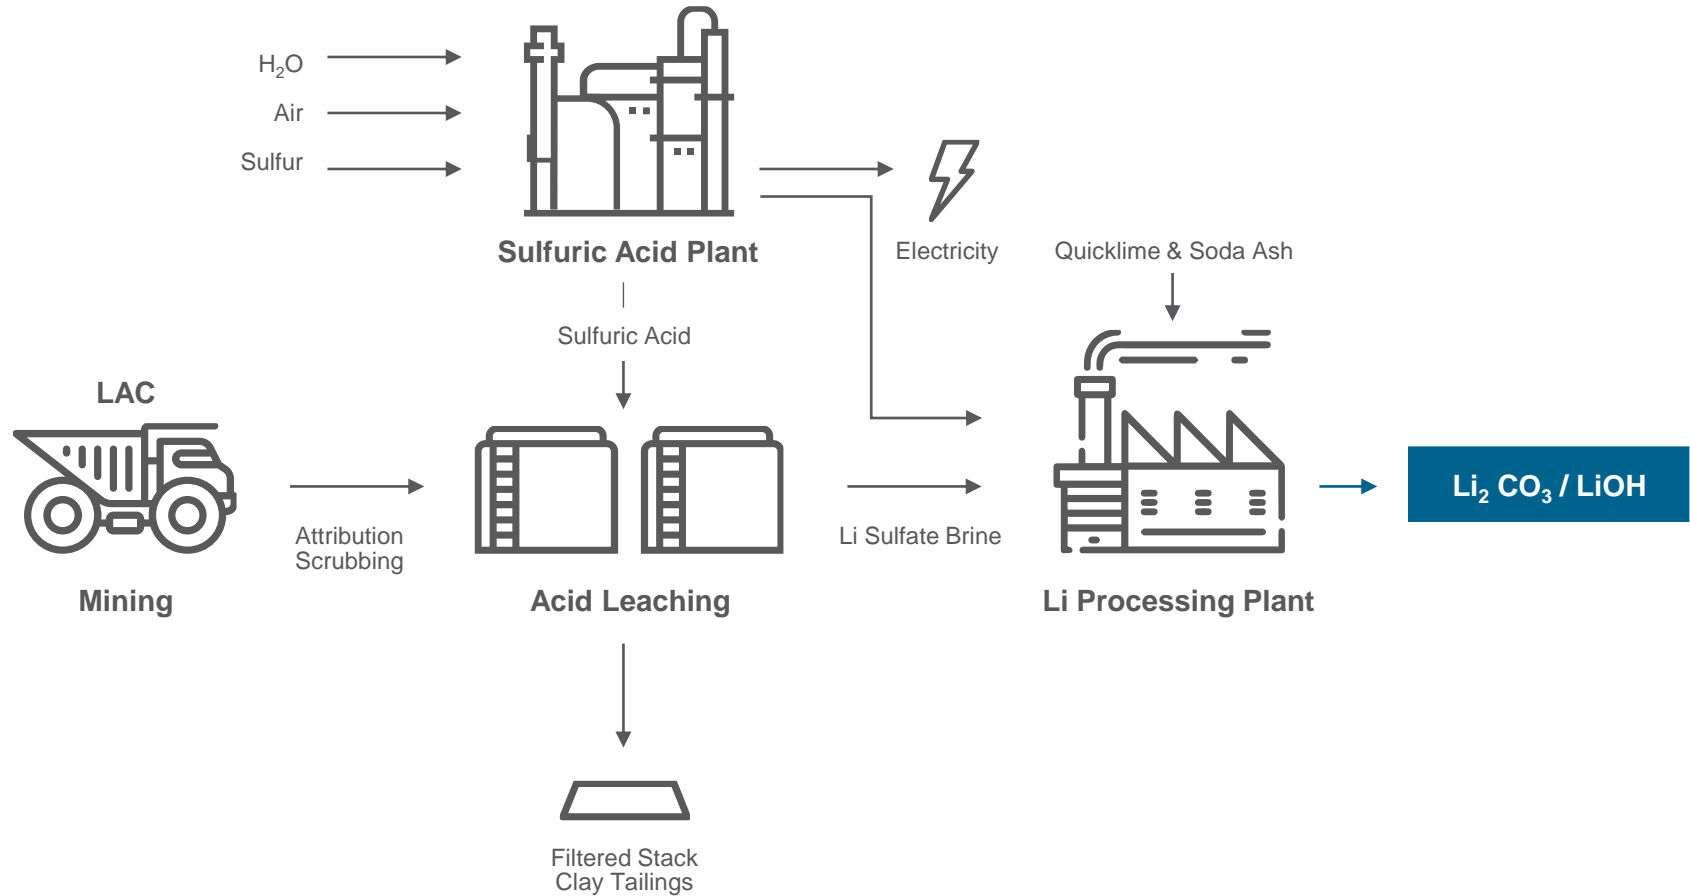 H₂O
Air
Sulfur
Sulfuric Acid Plant
Electricity
Quicklime & Soda Ash
Sulfuric Acid
LAC
Attribution
Scrubbing
Li Sulfate Brine
Li₂ CO₃ / LiOH
Mining
Acid Leaching
Li Processing Plant
Filtered Stack
Clay Tailings